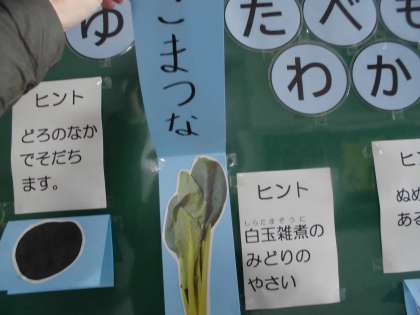 ゆ
たべも
わか
こまつな
ヒント
どろのなか
でそだち
ます。
ヒント
しらたまぞうに
白玉雑煮の
みどりの
やさい
ヒ
ぬめ
ある